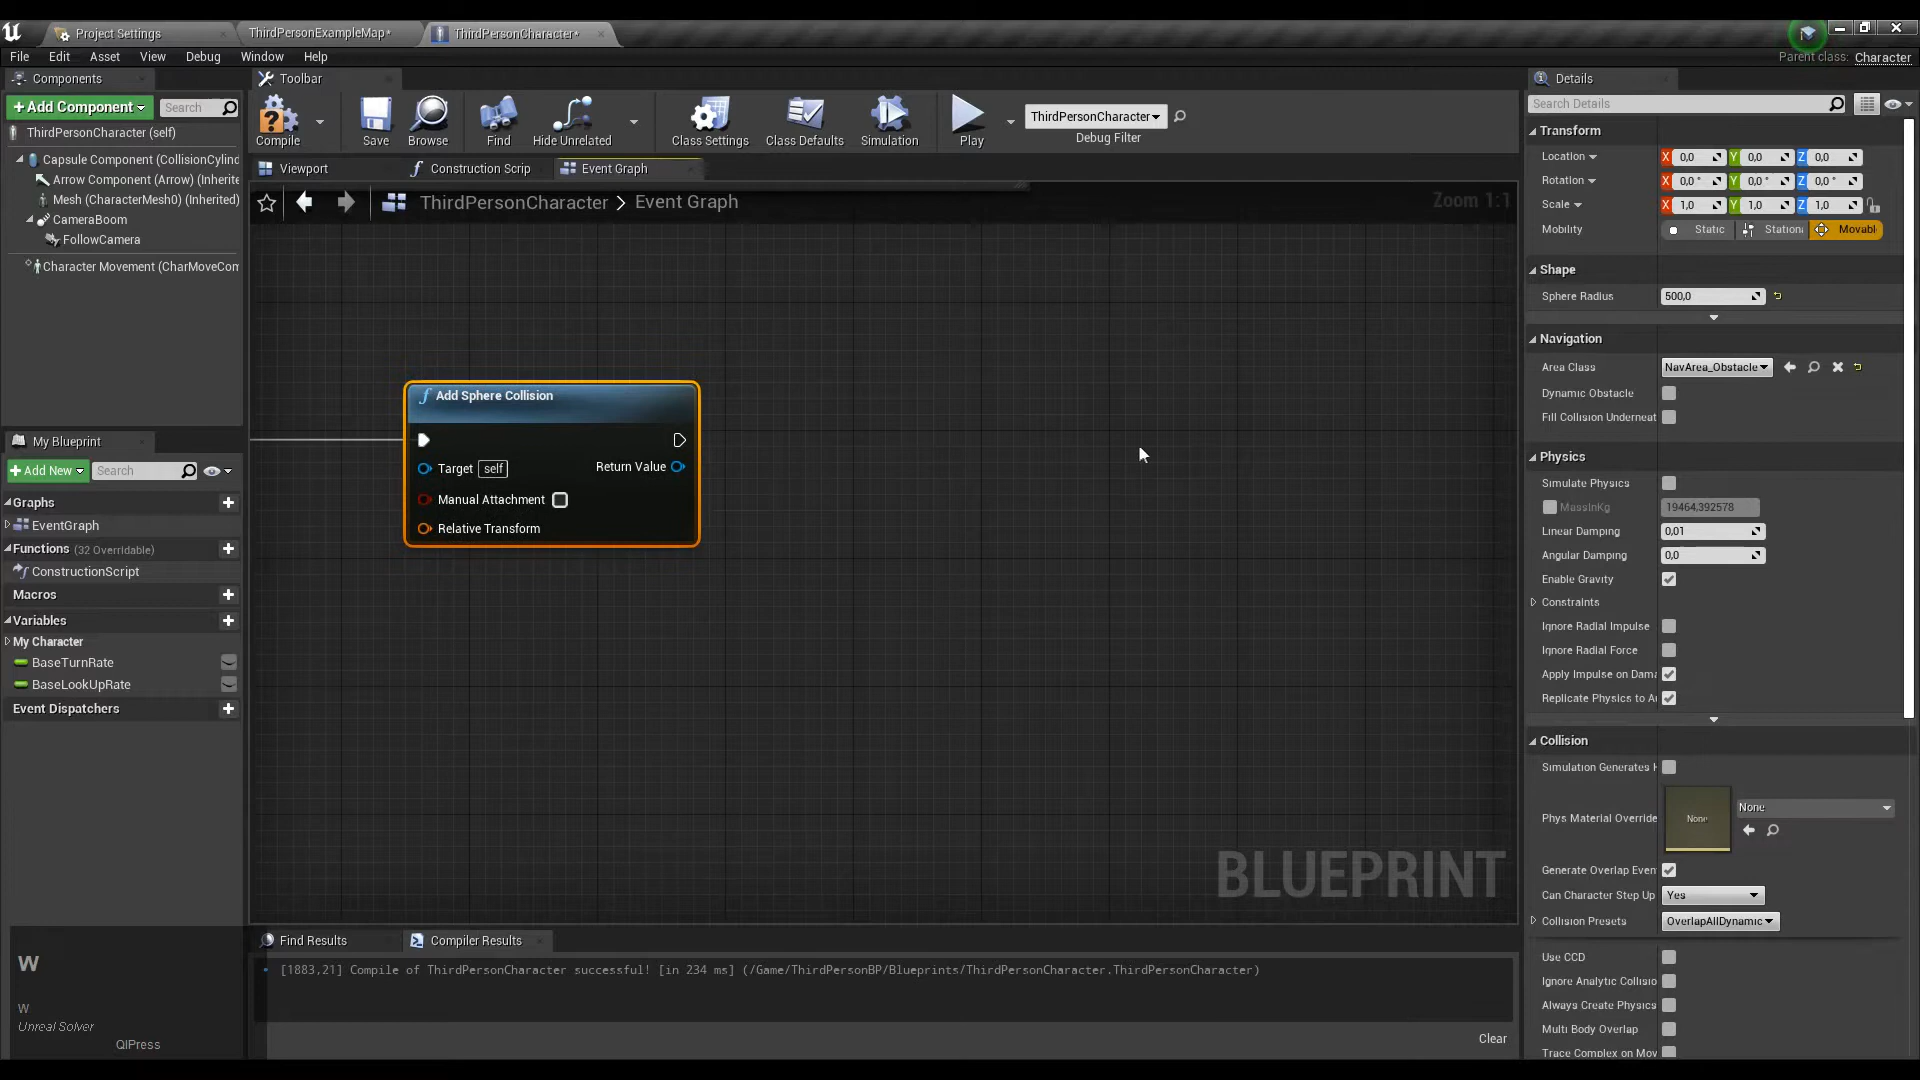 Project Settings
ThirdPersonExampleMap*
ThirdPersonCharacter*
File Edit Asset View Debug Window Help
Parent class: Character
Components
Toolbar
Details
+Add Component
Search
ThirdPersonCharacter (self)
Capsule Component (CollisionCylind
Arrow Component (Arrow) (Inherite
Mesh (CharacterMesh0) (Inherited)
CameraBoom
FollowCamera
Character Movement (CharMoveCom
Compile
Save
Browse
Find
Hide Unrelated
Class Settings
Class Defaults
Simulation
Play
ThirdPersonCharacter
Debug Filter
Viewport
Construction Scrip
Event Graph
ThirdPersonCharacter > Event Graph
Zoom 1:1
Add Sphere Collision
Target self
Return Value
Manual Attachment
Relative Transform
BLUEPRINT
My Blueprint
+Add New
Search
Graphs
EventGraph
Functions (32 Overridable)
ConstructionScript
Macros
Variables
My Character
BaseTurnRate
BaseLookUpRate
Event Dispatchers
W
W
Unreal Solver
QIPress
Find Results
Compiler Results
[1883,21] Compile of ThirdPersonCharacter successful! [in 234 ms] (/Game/ThirdPersonBP/Blueprints/ThirdPersonCharacter.ThirdPersonCharacter)
Clear
Search Details
Transform
Location X 0,0 Y 0,0 Z 0,0
Rotation X 0,0 ° Y 0,0 ° Z 0,0 °
Scale X 1,0 Y 1,0 Z 1,0
Mobility Static Station Movabl
Shape
Sphere Radius 500,0
Navigation
Area Class NavArea_Obstacle
Dynamic Obstacle
Fill Collision Underneat
Physics
Simulate Physics
MassInKg 19464,392578
Linear Damping 0,01
Angular Damping 0,0
Enable Gravity
Constraints
Ignore Radial Impulse
Ignore Radial Force
Apply Impulse on Dama
Replicate Physics to A
Collision
Simulation Generates H
Phys Material Override None None
Generate Overlap Even
Can Character Step Up Yes
Collision Presets OverlapAllDynamic
Use CCD
Ignore Analytic Collisio
Always Create Physics
Multi Body Overlap
Trace Complex on Mov